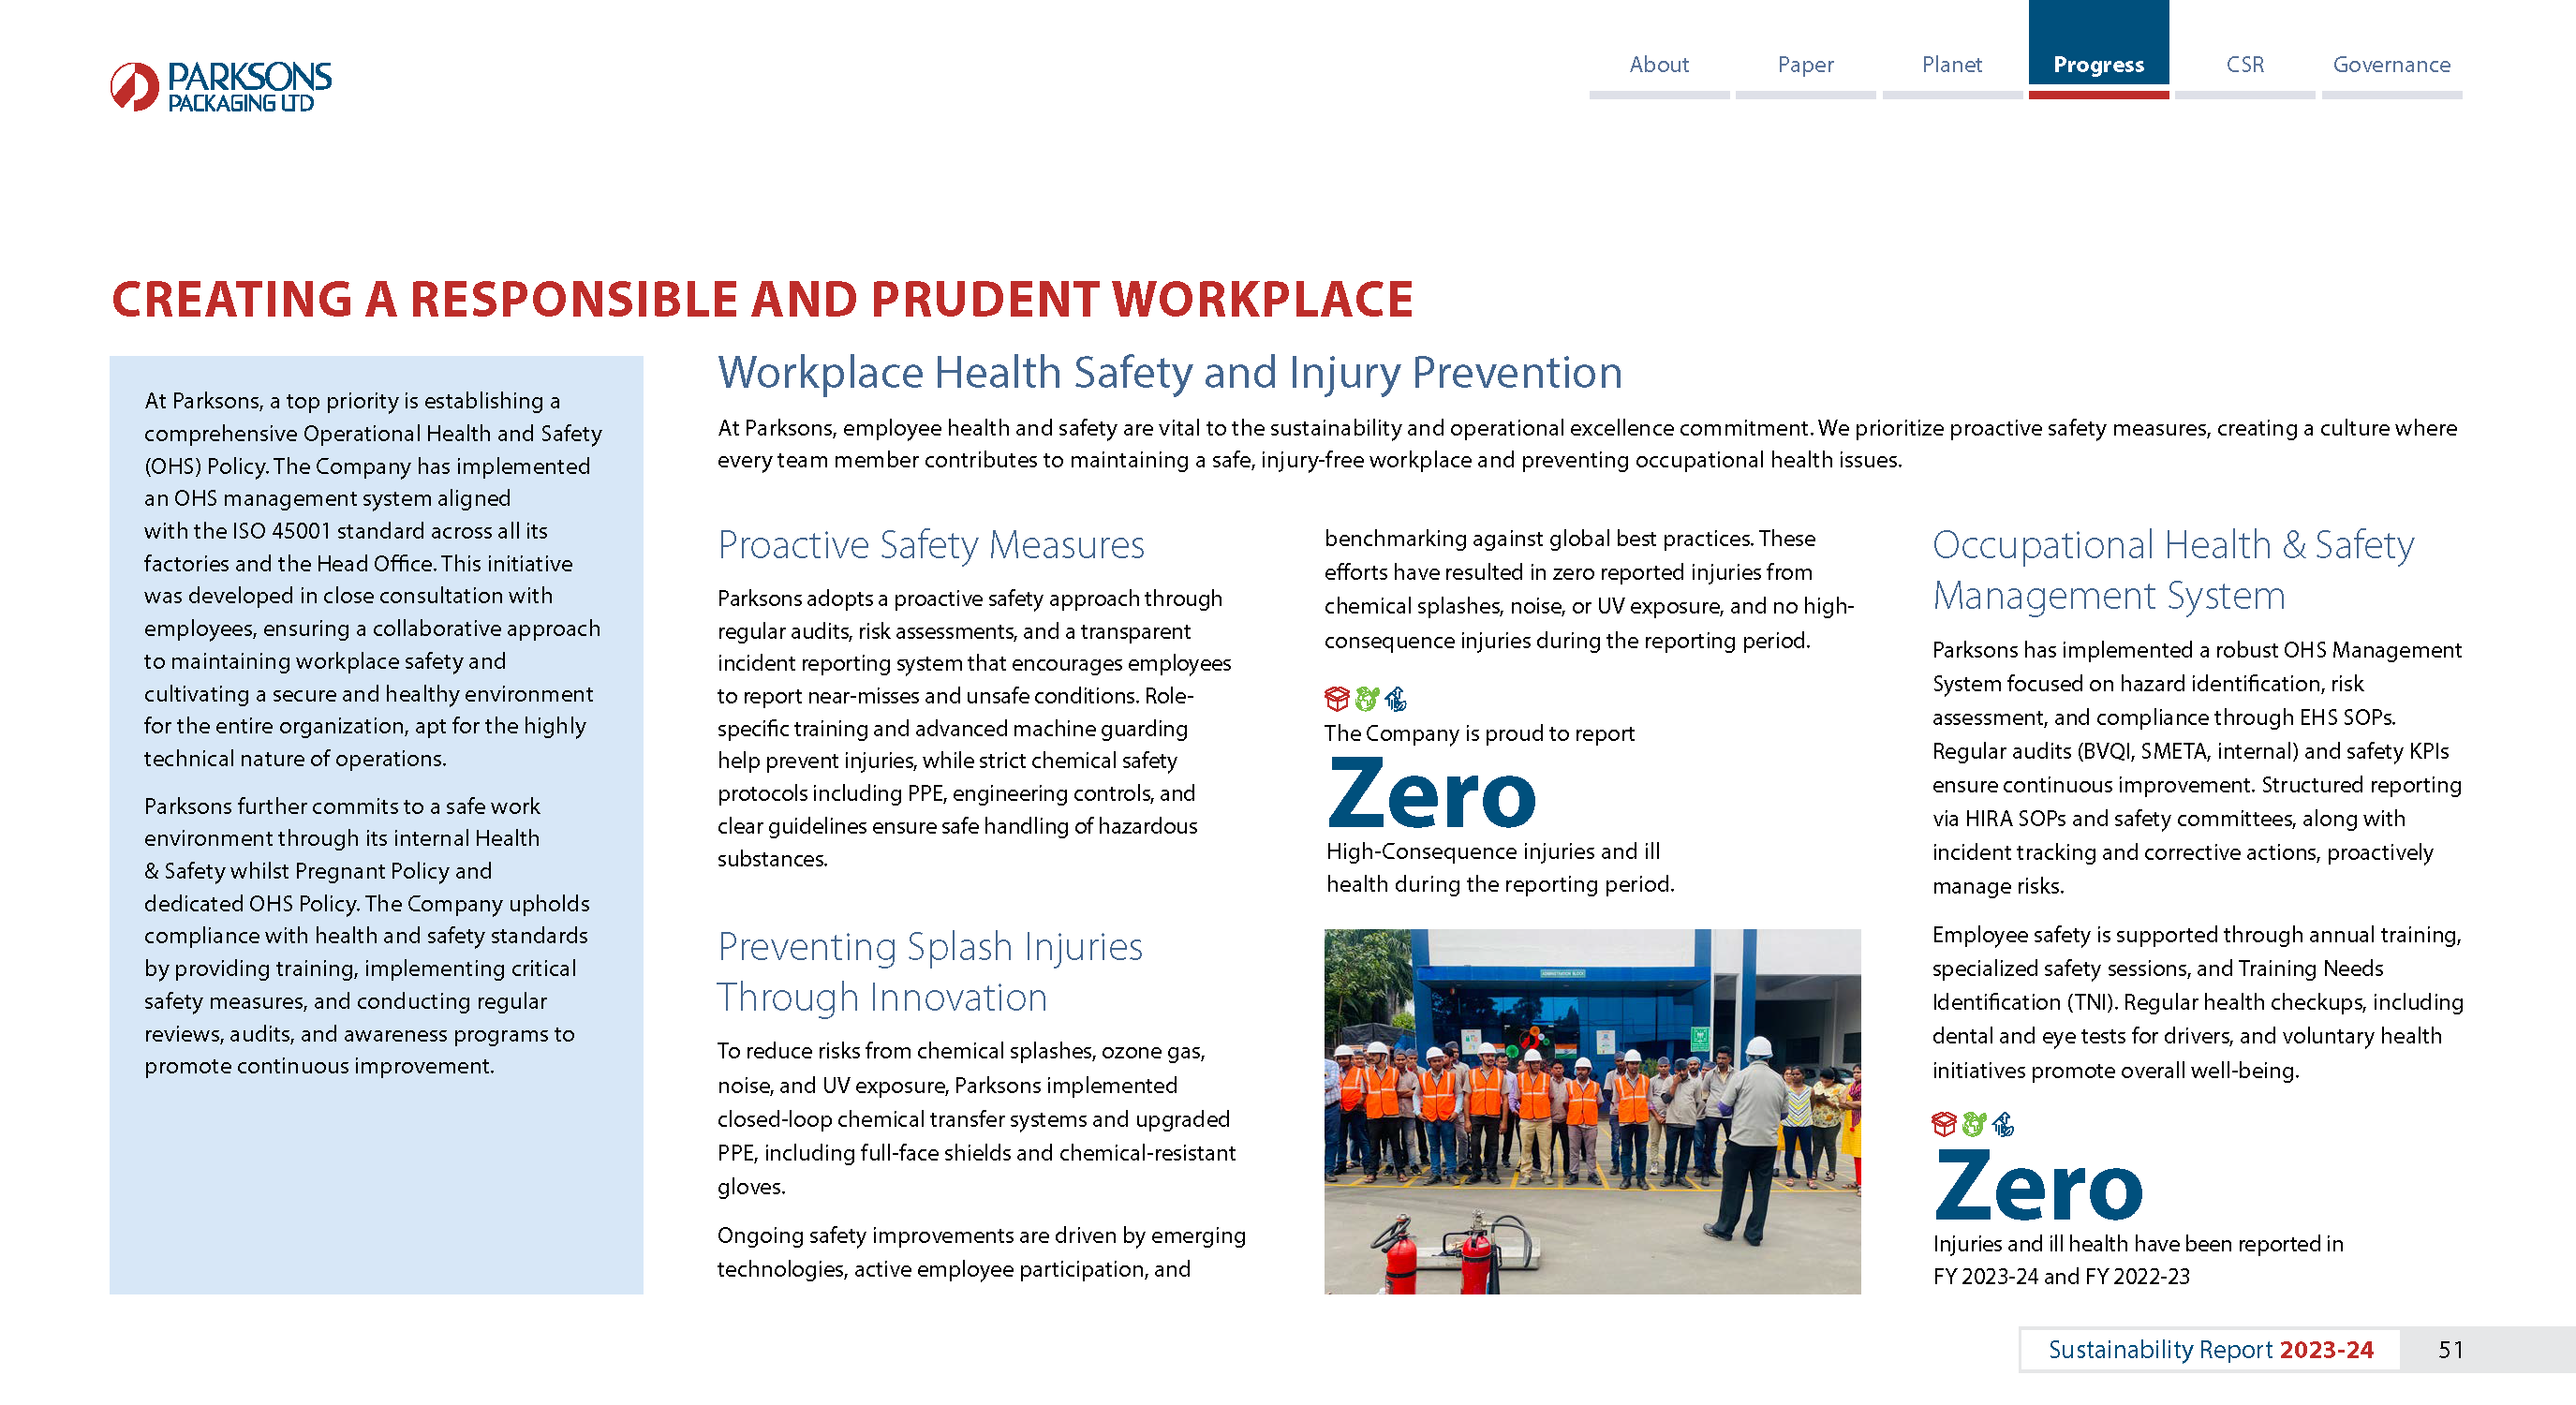 PARKSONS
PACKAGING LTD
About
Paper
Planet
Progress
CSR
Governance
CREATING A RESPONSIBLE AND PRUDENT WORKPLACE
At Parksons, a top priority is establishing a
comprehensive Operational Health and Safety
(OHS) Policy. The Company has implemented
an OHS management system aligned
with the ISO 45001 standard across all its
factories and the Head Office. This initiative
was developed in close consultation with
employees, ensuring a collaborative approach
to maintaining workplace safety and
cultivating a secure and healthy environment
for the entire organization, apt for the highly
technical nature of operations.
Parksons further commits to a safe work
environment through its internal Health
& Safety whilst Pregnant Policy and
dedicated OHS Policy. The Company upholds
compliance with health and safety standards
by providing training, implementing critical
safety measures, and conducting regular
reviews, audits, and awareness programs to
promote continuous improvement.
Workplace Health Safety and Injury Prevention
At Parksons, employee health and safety are vital to the sustainability and operational excellence commitment. We prioritize proactive safety measures, creating a culture where
every team member contributes to maintaining a safe, injury-free workplace and preventing occupational health issues.
Proactive Safety Measures
Parksons adopts a proactive safety approach through
regular audits, risk assessments, and a transparent
incident reporting system that encourages employees
to report near-misses and unsafe conditions. Role-
specific training and advanced machine guarding
help prevent injuries, while strict chemical safety
protocols including PPE, engineering controls, and
clear guidelines ensure safe handling of hazardous
substances.
Preventing Splash Injuries
Through Innovation
To reduce risks from chemical splashes, ozone gas,
noise, and UV exposure, Parksons implemented
closed-loop chemical transfer systems and upgraded
PPE, including full-face shields and chemical-resistant
gloves.
Ongoing safety improvements are driven by emerging
technologies, active employee participation, and
benchmarking against global best practices. These
efforts have resulted in zero reported injuries from
chemical splashes, noise, or UV exposure, and no high-
consequence injuries during the reporting period.
The Company is proud to report
Zero
High-Consequence injuries and ill
health during the reporting period.
ADMINISTRATION BLOCK
Occupational Health & Safety
Management System
Parksons has implemented a robust OHS Management
System focused on hazard identification, risk
assessment, and compliance through EHS SOPs.
Regular audits (BVQI, SMETA, internal) and safety KPIs
ensure continuous improvement. Structured reporting
via HIRA SOPs and safety committees, along with
incident tracking and corrective actions, proactively
manage risks.
Employee safety is supported through annual training,
specialized safety sessions, and Training Needs
Identification (TNI). Regular health checkups, including
dental and eye tests for drivers, and voluntary health
initiatives promote overall well-being.
Zero
Injuries and ill health have been reported in
FY 2023-24 and FY 2022-23
Sustainability Report 2023-24
51